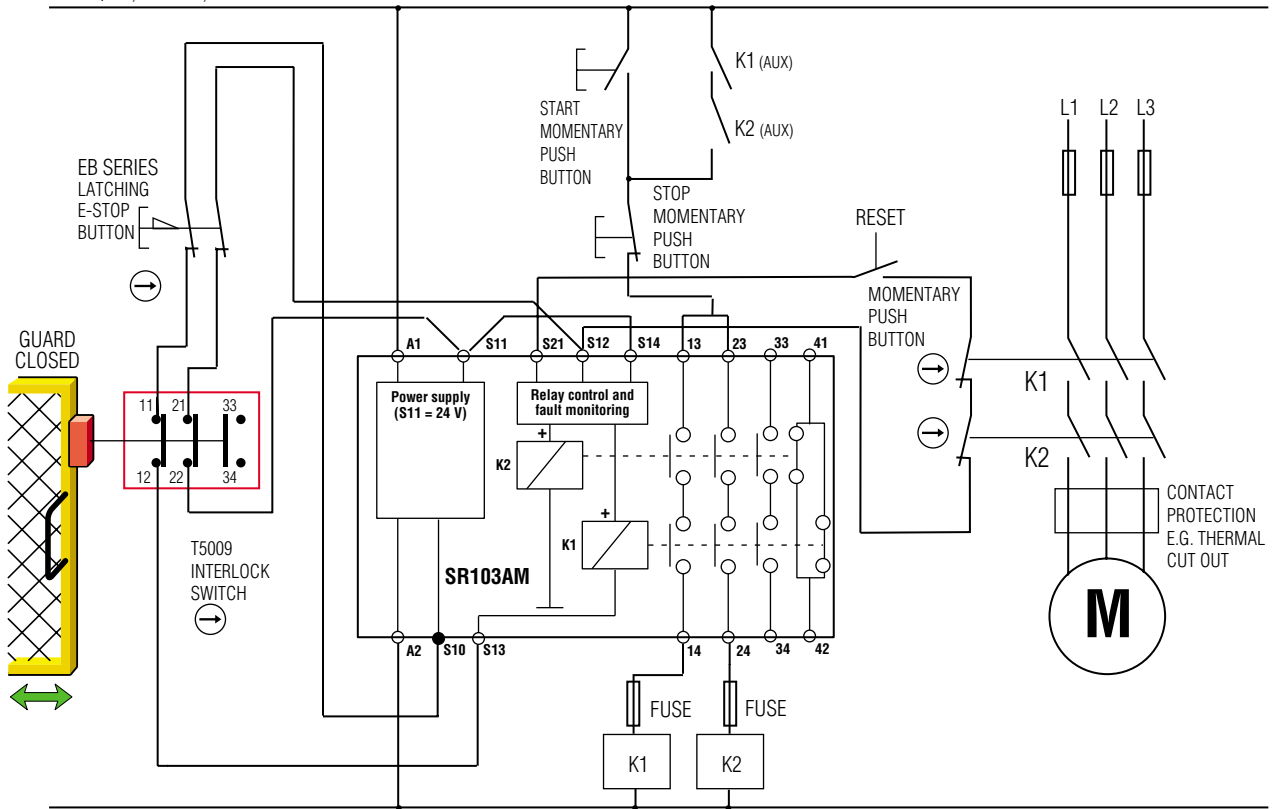 K1 (AUX)
START
MOMENTARY
PUSH
BUTTON
K2 (AUX)
L1 L2 L3
EB SERIES
LATCHING
E-STOP
BUTTON
STOP
MOMENTARY
PUSH
BUTTON
RESET
MOMENTARY
PUSH
BUTTON
GUARD
CLOSED
A1 S11 S21 S12 S14 13 23 33 41
Power supply
(S11 = 24 V)
Relay control and
fault monitoring
K1
K2
11 21 33
12 22 34
+
K2
+
K1
CONTACT
PROTECTION
E.G. THERMAL
CUT OUT
T5009
INTERLOCK
SWITCH
SR103AM
M
A2 S10 S13 14 24 34 42
FUSE FUSE
K1 K2